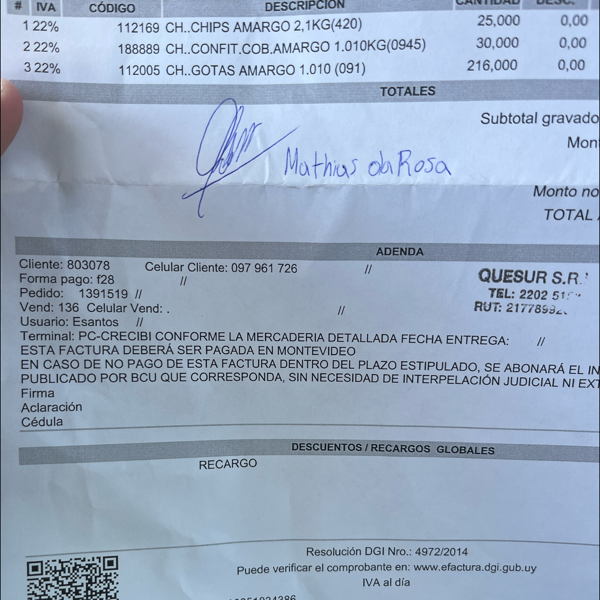 # IVA CÓDIGO DESCRIPCIÓN CANTIDAD DESC.
1 22% 112169 CH..CHIPS AMARGO 2,1KG(420) 25,000 0,00
2 22% 188889 CH..CONFIT.COB.AMARGO 1.010KG(0945) 30,000 0,00
3 22% 112005 CH..GOTAS AMARGO 1.010 (091) 216,000 0,00
TOTALES
Subtotal gravado
Mathias da Rosa
Monto
TOTAL
ADENDA
Cliente: 803078 Celular Cliente: 097 961 726 //
Forma pago: f28 //
Pedido: 1391519 //
Vend: 136 Celular Vend: . //
Usuario: Esantos //
QUESUR S.R.
TEL: 2202
RUT:
Terminal: PC-CRECIBI CONFORME LA MERCADERIA DETALLADA FECHA ENTREGA: //
ESTA FACTURA DEBERÁ SER PAGADA EN MONTEVIDEO
EN CASO DE NO PAGO DE ESTA FACTURA DENTRO DEL PLAZO ESTIPULADO, SE ABONARÁ EL
PUBLICADO POR BCU QUE CORRESPONDA, SIN NECESIDAD DE INTERPELACIÓN JUDICIAL NI
Firma
Aclaración
Cédula
DESCUENTOS / RECARGOS GLOBALES
RECARGO
Resolución DGI Nro.: 4972/2014
Puede verificar el comprobante en: www.efactura.dgi.gub.uy
IVA al día